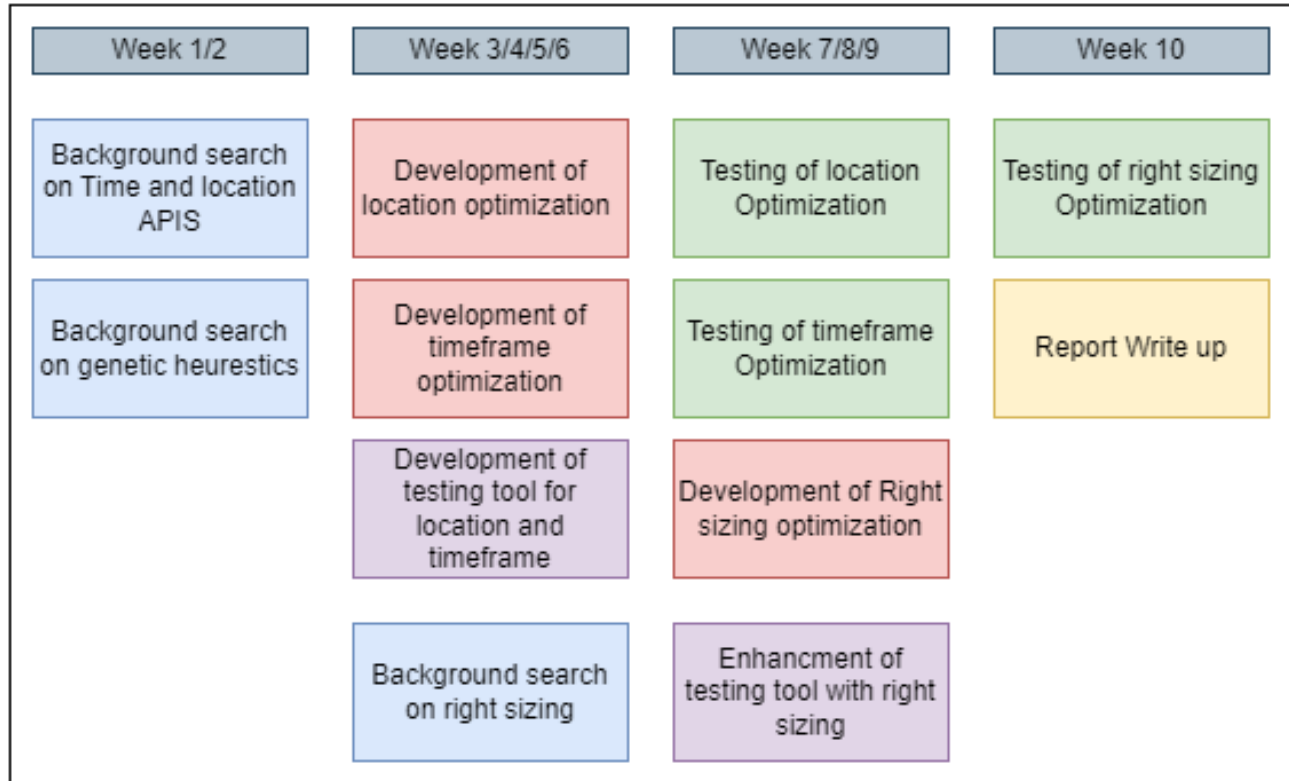 Week 1/2
Week 3/4/5/6
Week 7/8/9
Week 10
Background search
on Time and location
APIS
Development of
location optimization
Testing of location
Optimization
Testing of right sizing
Optimization
Background search
on genetic heurestics
Development of
timeframe
optimization
Testing of timeframe
Optimization
Report Write up
Development of
testing tool for
location and
timeframe
Development of Right
sizing optimization
Background search
on right sizing
Enhancment of
testing tool with right
sizing